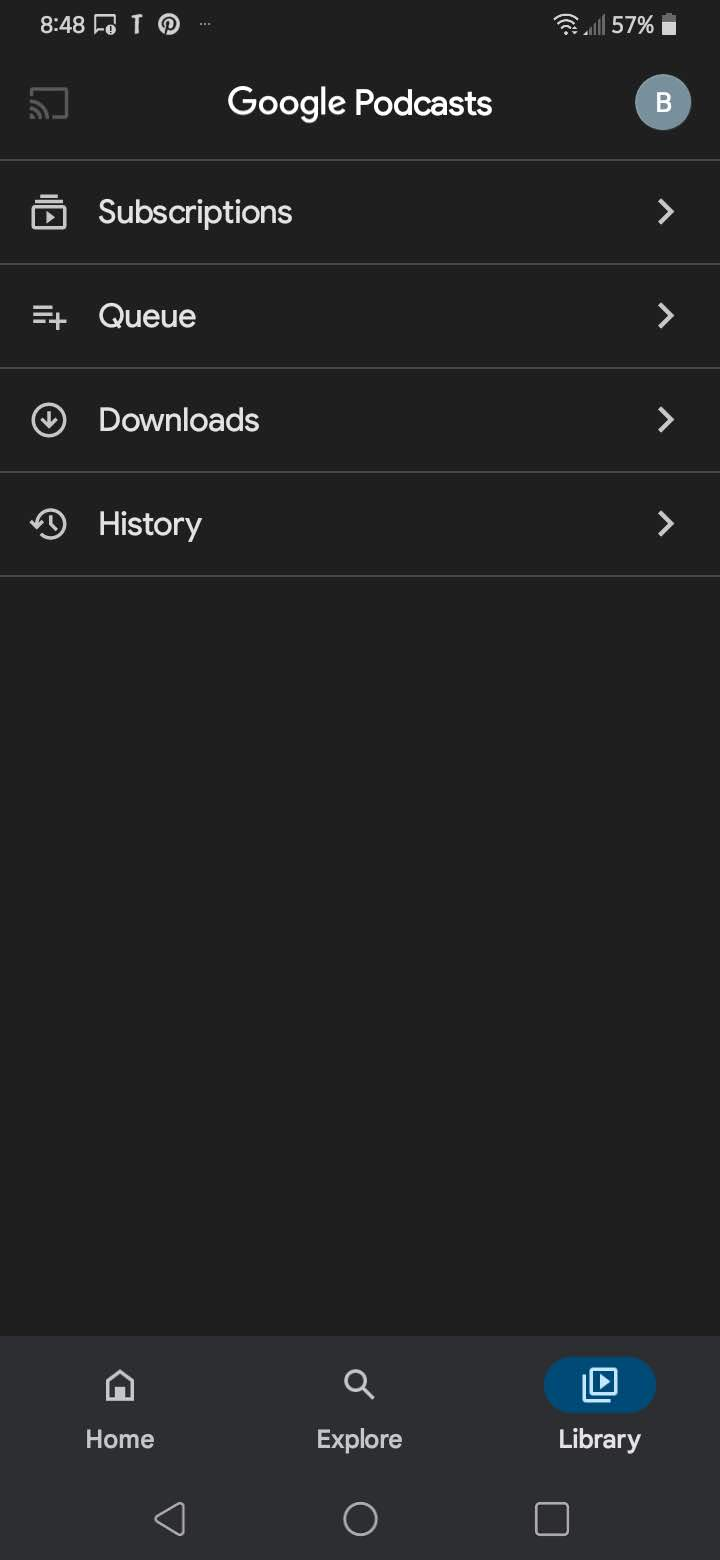 8:48 57%
Google Podcasts B
Subscriptions
Queue
Downloads
History
Home Explore Library